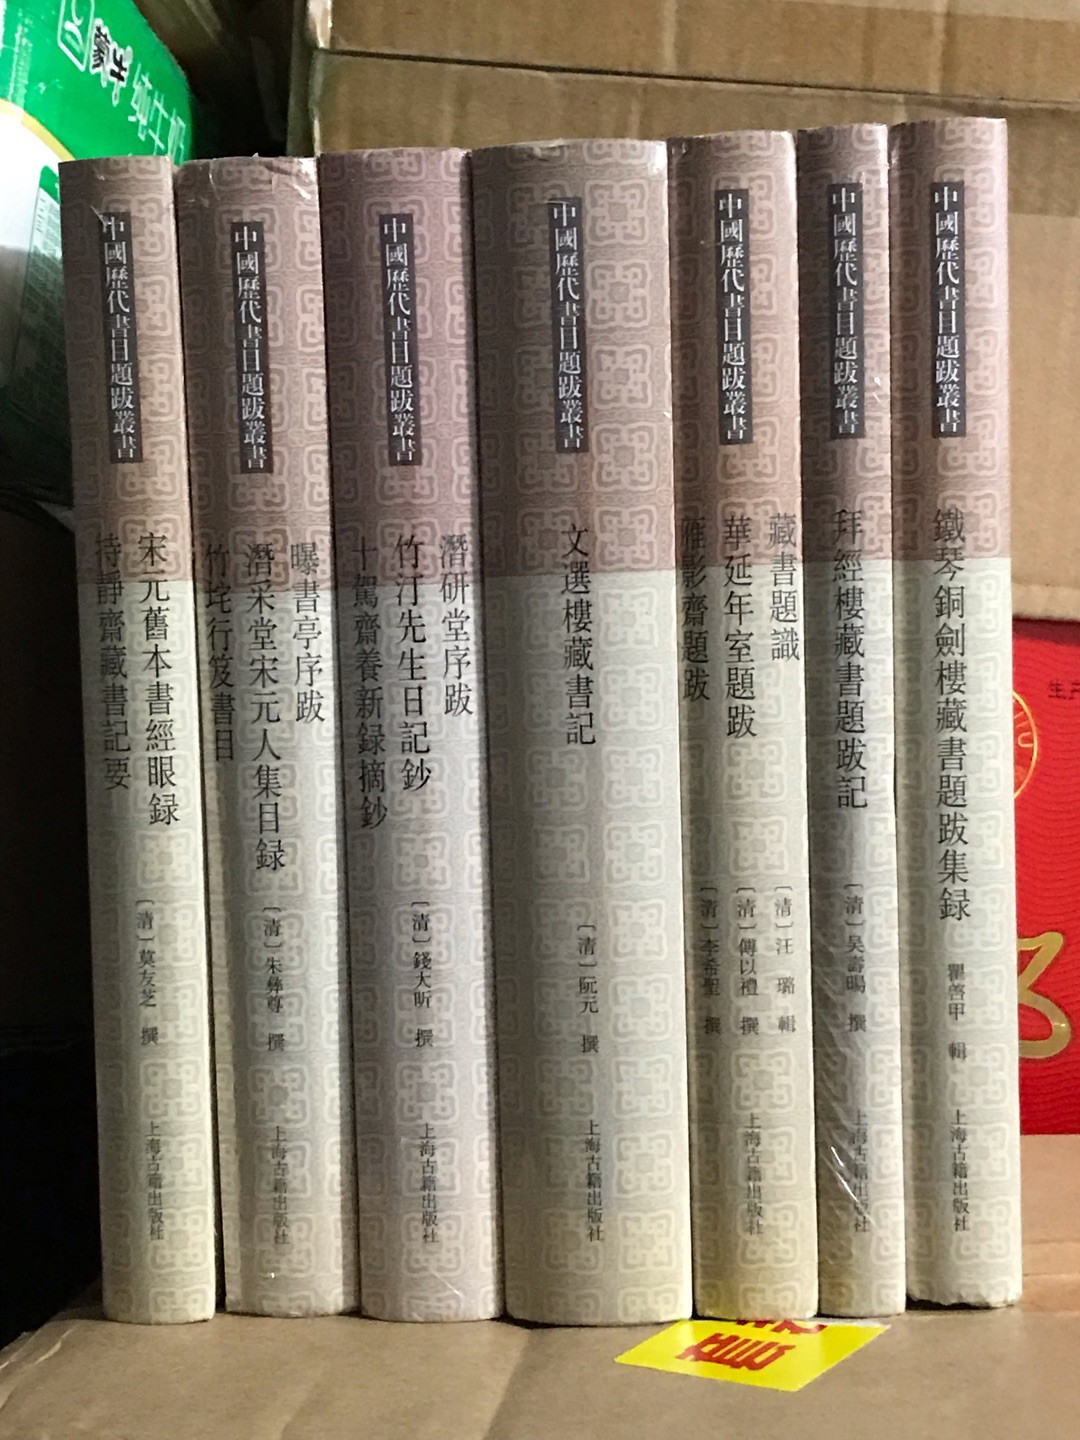 蒙牛
纯牛奶
中國歷代書目題跋叢書
宋元舊本書經眼録
持靜齋藏書記要
〔清〕莫友芝 撰
上海古籍出版社
中國歷代書目題跋叢書
曝書亭序跋
潛采堂宋元人集目録
竹垞行笈書目
〔清〕朱彝尊 撰
上海古籍出版社
中國歷代書目題跋叢書
潛研堂序跋
竹汀先生日記鈔
十駕齋養新録摘鈔
〔清〕錢大昕 撰
上海古籍出版社
中國歷代書目題跋叢書
文選樓藏書記
〔清〕阮元 撰
上海古籍出版社
中國歷代書目題跋叢書
藏書題識
華延年室題跋
雁影齋題跋
〔清〕汪璐 輯
〔清〕傅以禮 撰
〔清〕李希聖 撰
上海古籍出版社
中國歷代書目題跋叢書
拜經樓藏書題跋記
〔清〕吴壽暘 撰
上海古籍出版社
中國歷代書目題跋叢書
鐵琴銅劍樓藏書題跋集録
瞿啓甲 輯
上海古籍出版社
生产